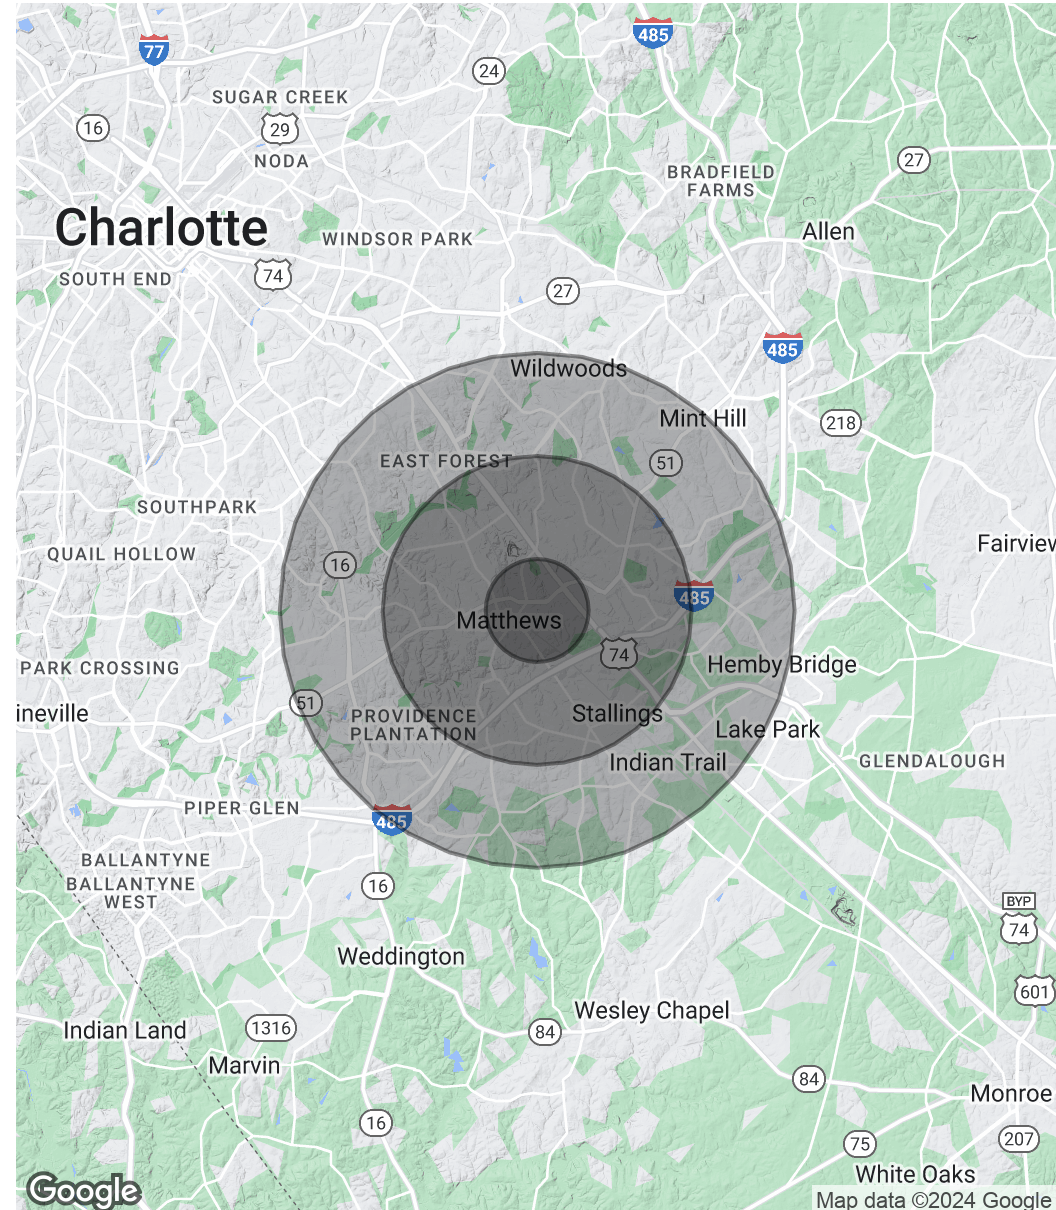 485
77
24
SUGAR CREEK
16
29
NODA
27
BRADFIELD
FARMS
Charlotte
WINDSOR PARK
Allen
SOUTH END
74
27
485
Wildwoods
Mint Hill
218
EAST FOREST
51
SOUTHPARK
QUAIL HOLLOW
Fairview
16
485
Matthews
74
PARK CROSSING
Hemby Bridge
51
ineville
PROVIDENCE
PLANTATION
Stallings
Lake Park
Indian Trail
GLENDALOUGH
PIPER GLEN
485
BALLANTYNE
BALLANTYNE
WEST
16
BYP
74
Weddington
601
Wesley Chapel
Indian Land
1316
84
Marvin
84
Monroe
16
75
207
White Oaks
Google
Map data ©2024 Google